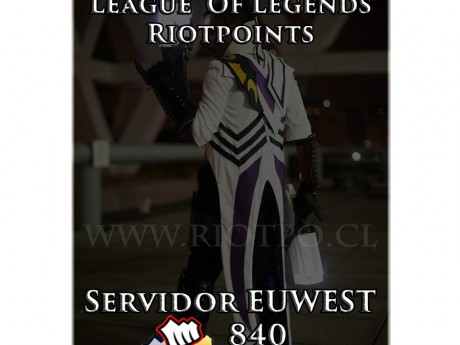 League Of Legends
Riotpoints
www.riotpo.cl
Servidor EUWEST
840